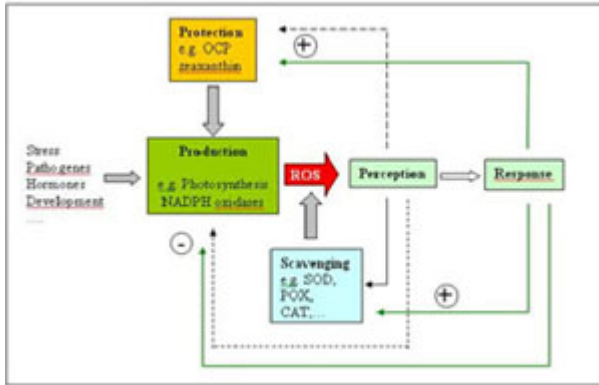 Protection
e.g. OCP
zeaxanthin
+
Stress
Pathogenes
Hormones
Development
.....
Production
e.g. Photosynthesis
NADPH oxidases
ROS
Perception
Response
-
Scavenging
e.g. SOD,
POX,
CAT,...
+